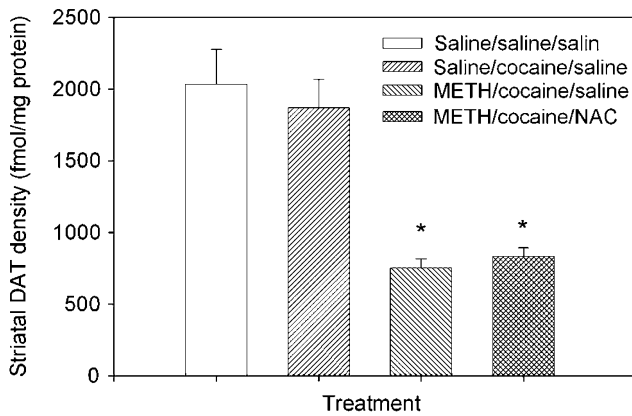 Striatal DAT density (fmol/mg protein)
2500
2000
1500
1000
500
0
Saline/saline/salin
Saline/cocaine/saline
METH/cocaine/saline
METH/cocaine/NAC
*
*
Treatment